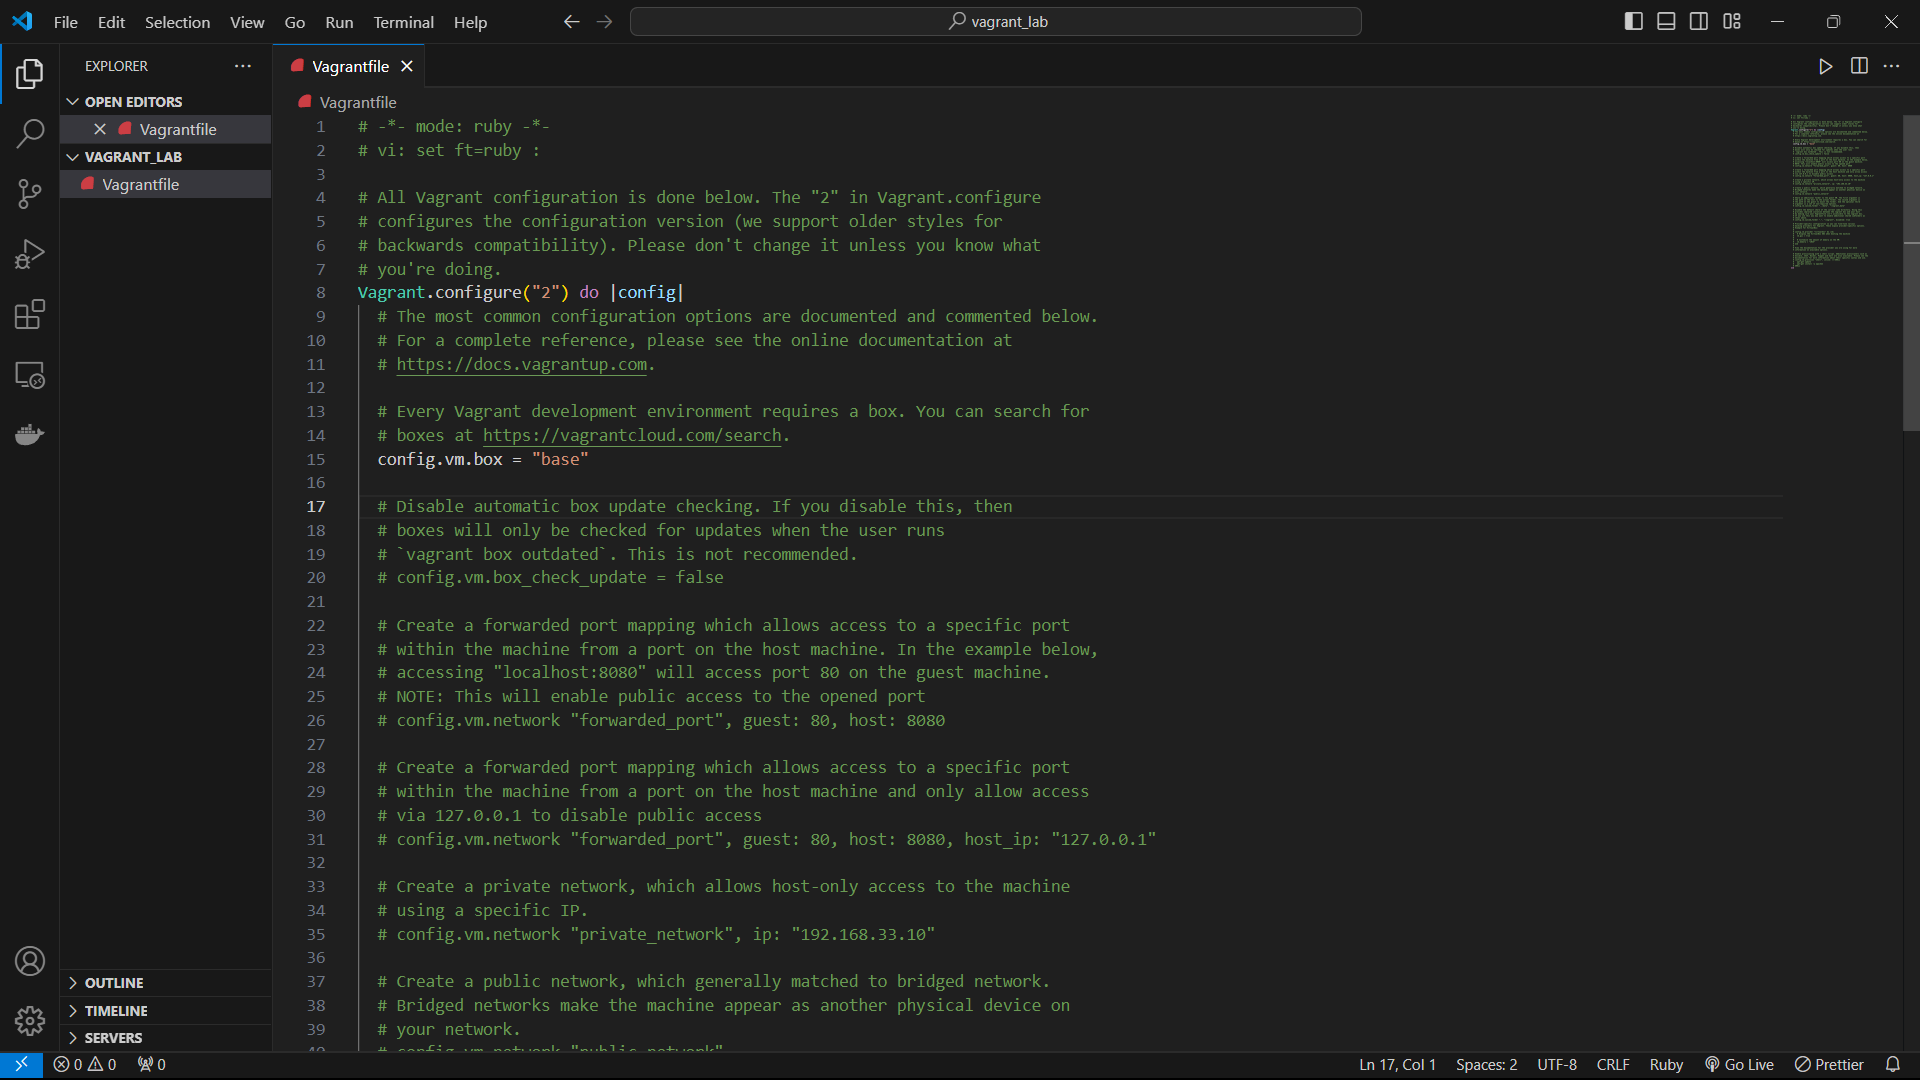 File Edit Selection View Go Run Terminal Help
vagrant_lab
EXPLORER
OPEN EDITORS
Vagrantfile
VAGRANT_LAB
Vagrantfile
OUTLINE
TIMELINE
SERVERS
Vagrantfile
Vagrantfile
1 # -*- mode: ruby -*-
2 # vi: set ft=ruby :
3
4 # All Vagrant configuration is done below. The "2" in Vagrant.configure
5 # configures the configuration version (we support older styles for
6 # backwards compatibility). Please don't change it unless you know what
7 # you're doing.
8 Vagrant.configure("2") do |config|
9 # The most common configuration options are documented and commented below.
10 # For a complete reference, please see the online documentation at
11 # https://docs.vagrantup.com.
12
13 # Every Vagrant development environment requires a box. You can search for
14 # boxes at https://vagrantcloud.com/search.
15 config.vm.box = "base"
16
17 # Disable automatic box update checking. If you disable this, then
18 # boxes will only be checked for updates when the user runs
19 # `vagrant box outdated`. This is not recommended.
20 # config.vm.box_check_update = false
21
22 # Create a forwarded port mapping which allows access to a specific port
23 # within the machine from a port on the host machine. In the example below,
24 # accessing "localhost:8080" will access port 80 on the guest machine.
25 # NOTE: This will enable public access to the opened port
26 # config.vm.network "forwarded_port", guest: 80, host: 8080
27
28 # Create a forwarded port mapping which allows access to a specific port
29 # within the machine from a port on the host machine and only allow access
30 # via 127.0.0.1 to disable public access
31 # config.vm.network "forwarded_port", guest: 80, host: 8080, host_ip: "127.0.0.1"
32
33 # Create a private network, which allows host-only access to the machine
34 # using a specific IP.
35 # config.vm.network "private_network", ip: "192.168.33.10"
36
37 # Create a public network, which generally matched to bridged network.
38 # Bridged networks make the machine appear as another physical device on
39 # your network.
40 # config.vm.network "public_network"
0 0 0
Ln 17, Col 1 Spaces: 2 UTF-8 CRLF Ruby Go Live Prettier